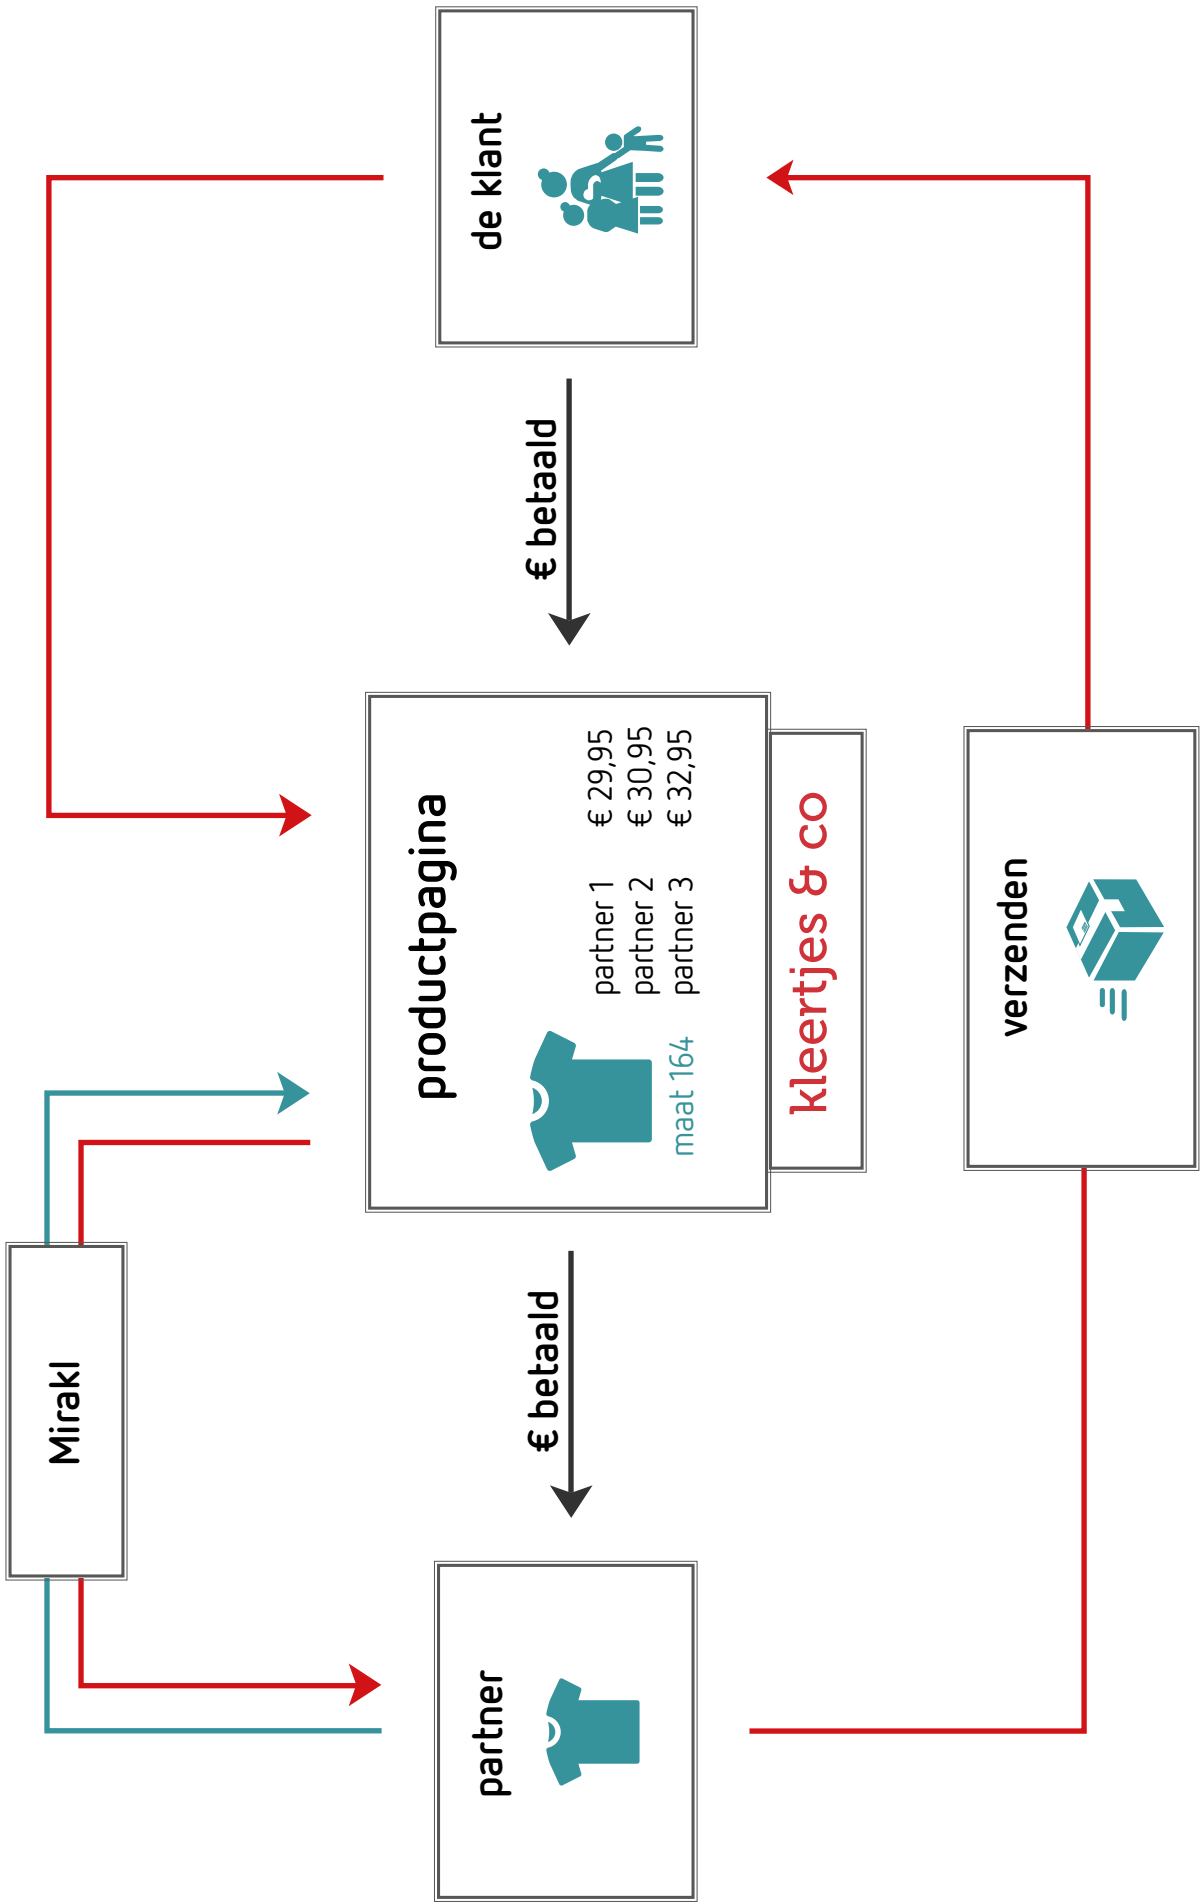 Mirakl
partner
€ betaald
productpagina
partner 1 € 29,95
partner 2 € 30,95
partner 3 € 32,95
maat 164
kleertjes & co
€ betaald
de klant
verzenden